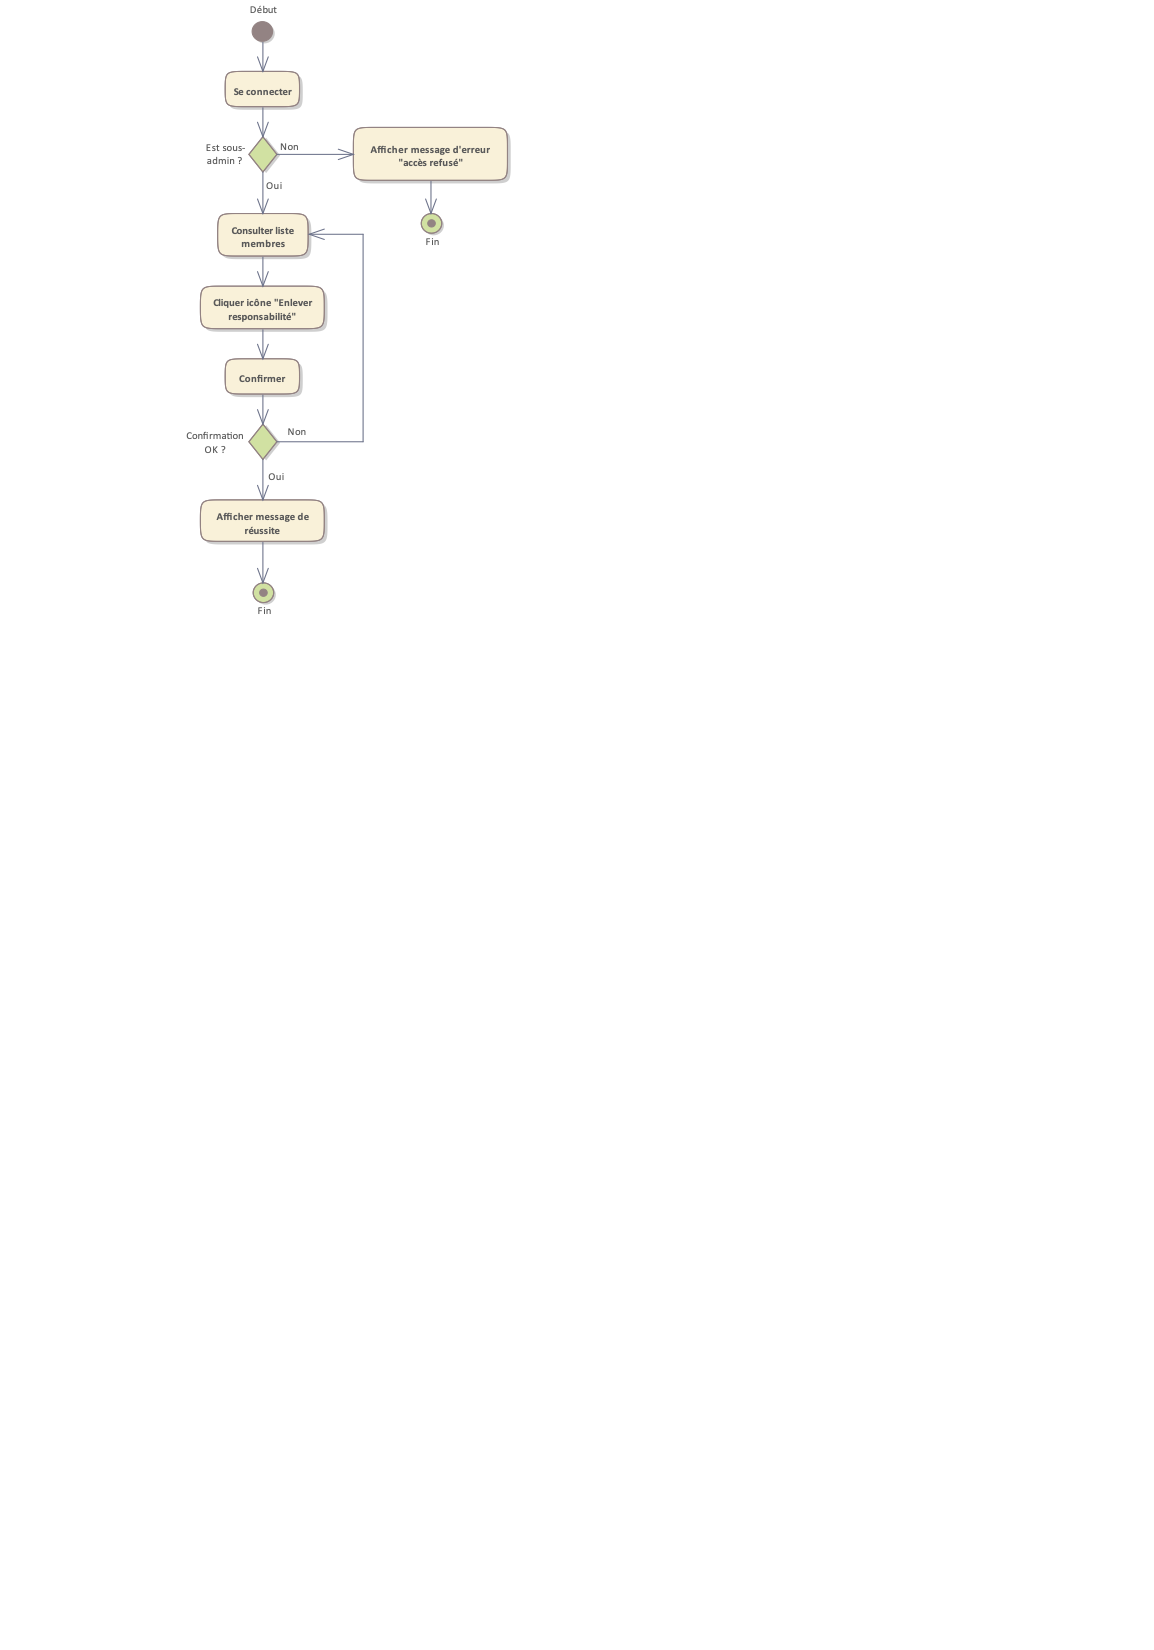 Début
Se connecter
Est sous-
admin ?
Non
Afficher message d'erreur
"accès refusé"
Oui
Fin
Consulter liste
membres
Cliquer icône "Enlever
responsabilité"
Confirmer
Confirmation
OK ?
Non
Oui
Afficher message de
réussite
Fin